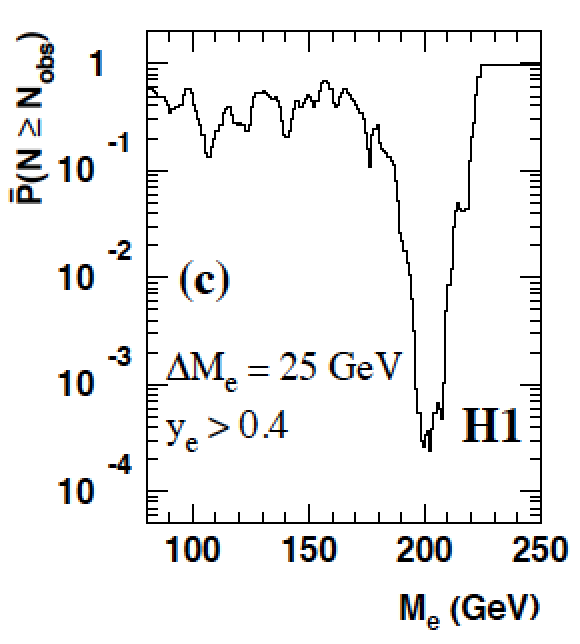 P̄(N ≥ N_obs)
1
10^-1
10^-2
10^-3
10^-4
(c)
ΔM_e = 25 GeV
y_e > 0.4
H1
100 150 200 250
M_e (GeV)